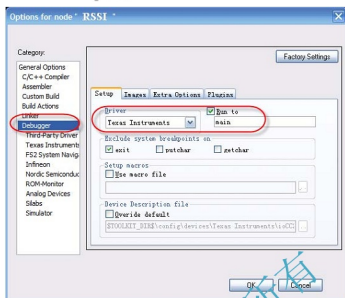 Options for node "RSSI"
Category:
Factory Settings
General Options
C/C++ Compiler
Assembler
Custom Build
Build Actions
Linker
Debugger
Third-Party Driver
Texas Instruments
FS2 System Navig
Infineon
Nordic Semiconduc
ROM-Monitor
Analog Devices
Silabs
Simulator
Setup Images Extra Options Plugins
Driver
Run to
Texas Instruments
main
Exclude system breakpoints on
exit putchar getchar
Setup macros
Use macro file
Device Description file
Override default
$TOOLKIT_DIR$\config\devices\Texas Instruments\ioCC
OK Cancel